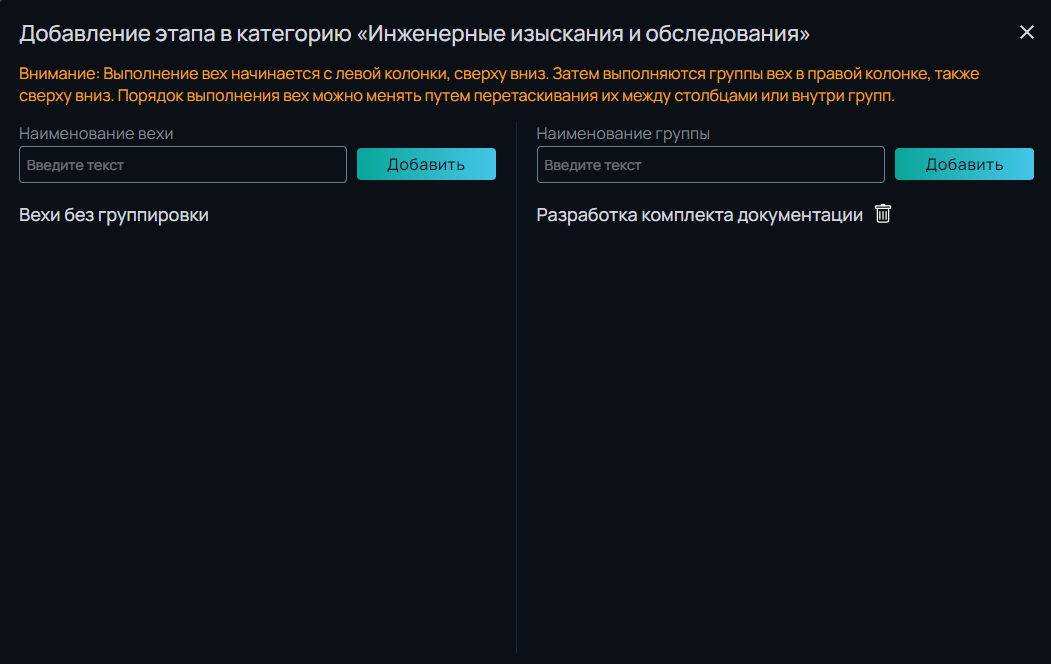 Добавление этапа в категорию «Инженерные изыскания и обследования»
Внимание: Выполнение вех начинается с левой колонки, сверху вниз. Затем выполняются группы вех в правой колонке, также
сверху вниз. Порядок выполнения вех можно менять путем перетаскивания их между столбцами или внутри групп.
Наименование вехи
Введите текст
Добавить
Вехи без группировки
Наименование группы
Введите текст
Добавить
Разработка комплекта документации